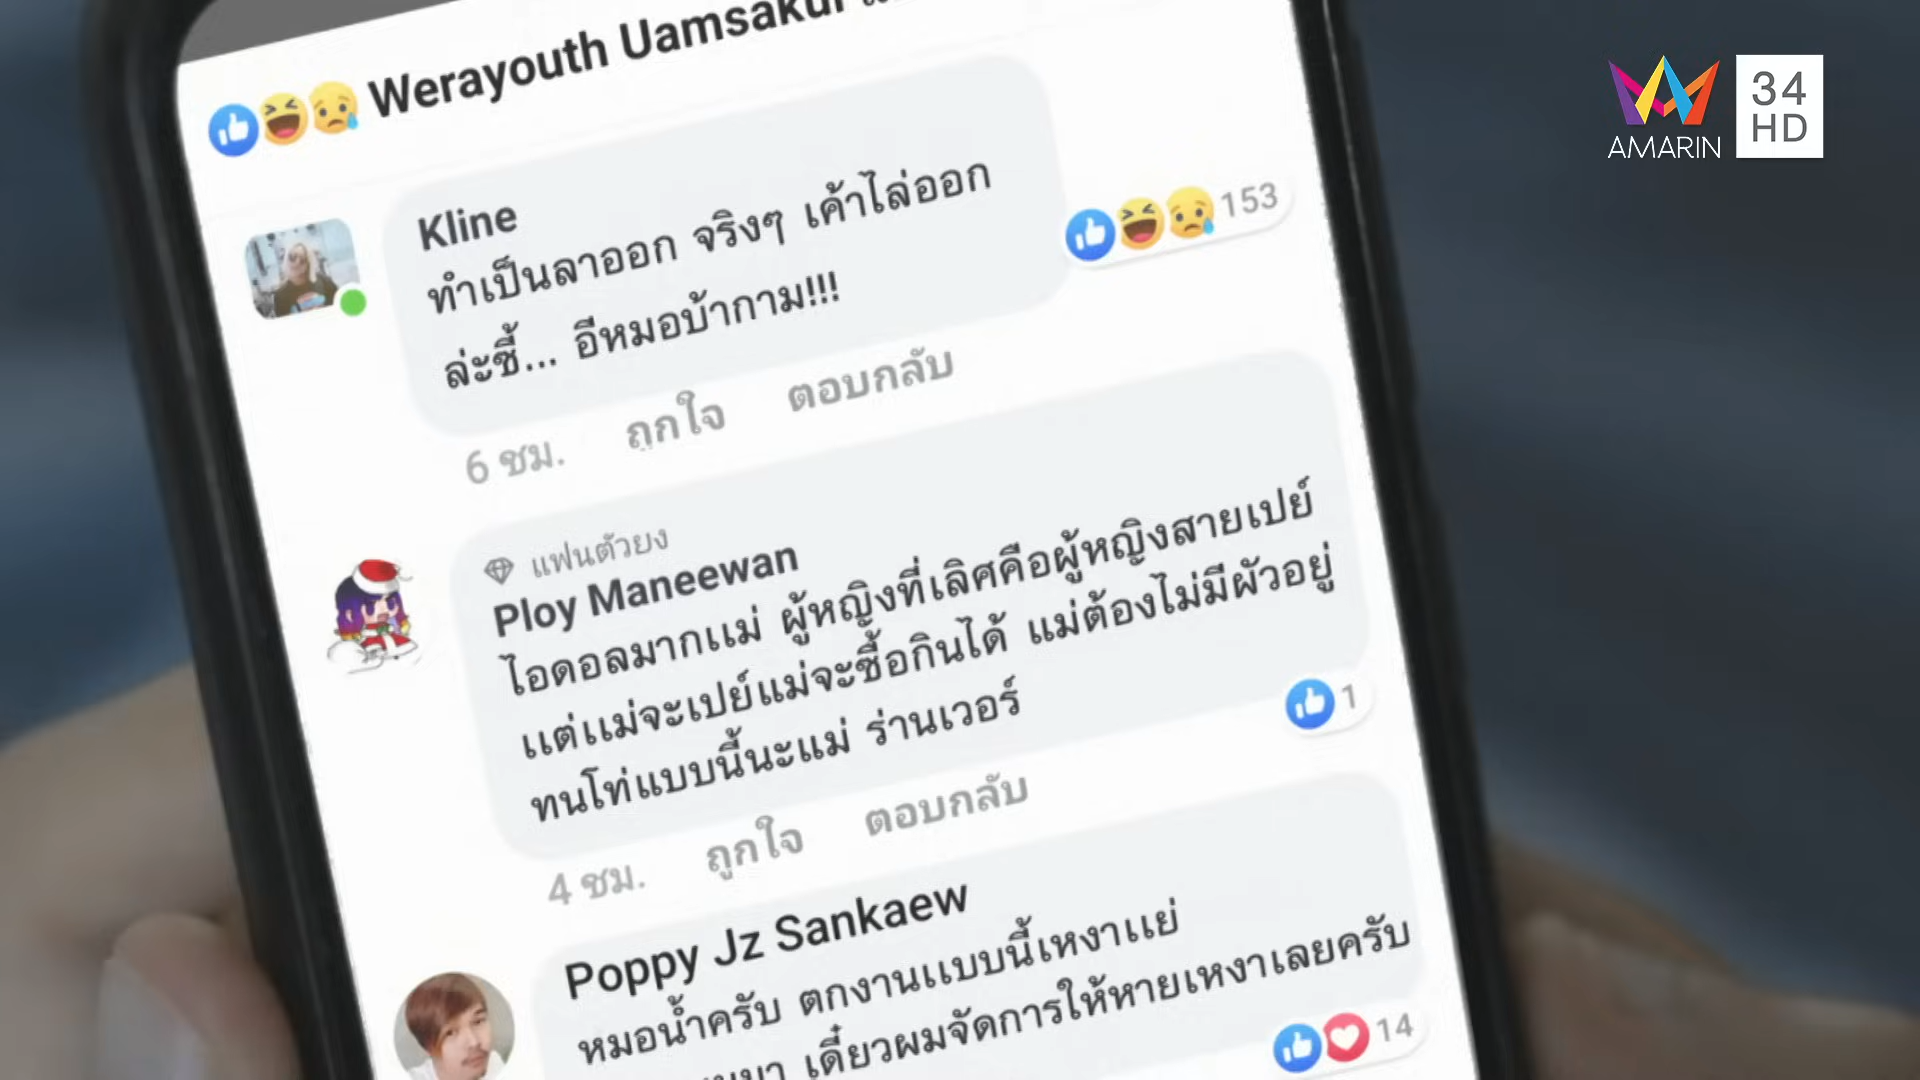 Werayouth Uamsakul
AMARIN
34
HD
Kline
ทำเป็นลาออก จริงๆ เค้าไล่ออก
ล่ะซี้... อีหมอบ้ากาม!!!
153
6 ชม. ถูกใจ ตอบกลับ
แฟนตัวยง
Ploy Maneewan
ไอดอลมากแม่ ผู้หญิงที่เลิศคือผู้หญิงสายเปย์
แต่แม่จะเปย์แม่จะซื้อกินได้ แม่ต้องไม่มีผัวอยู่
ทนโท่แบบนี้นะแม่ ร่านเวอร์
1
4 ชม. ถูกใจ ตอบกลับ
Poppy Jz Sankaew
หมอน้ำครับ ตกงานแบบนี้เหงาแย่
เดี๋ยวผมจัดการให้หายเหงาเลยครับ
14